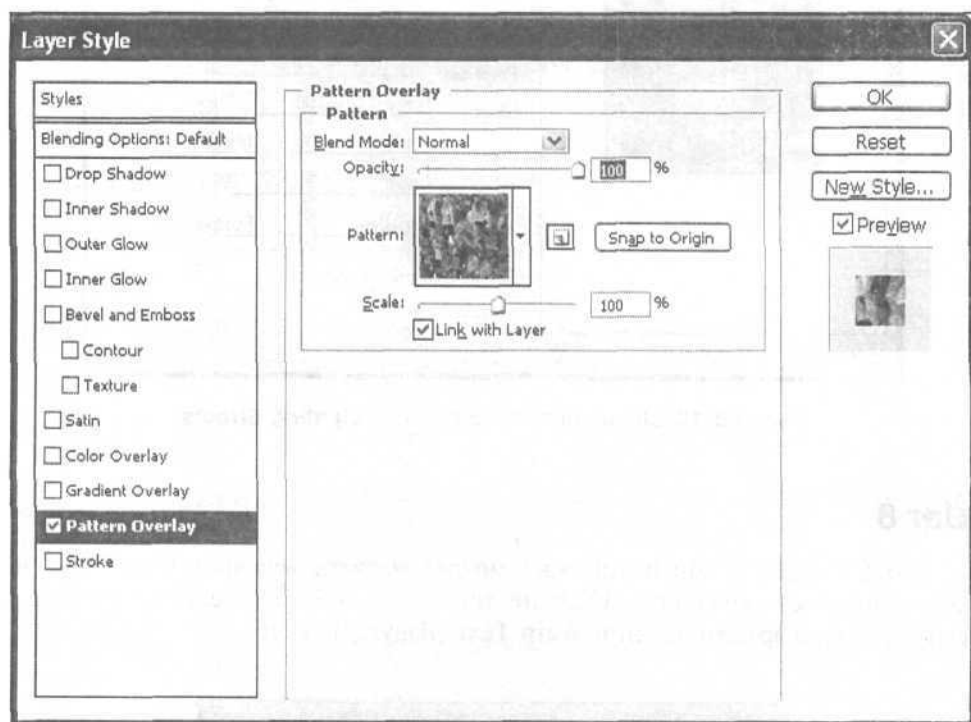 Layer Style
Styles
Blending Options: Default
Drop Shadow
Inner Shadow
Outer Glow
Inner Glow
Bevel and Emboss
Contour
Texture
Satin
Color Overlay
Gradient Overlay
Pattern Overlay
Stroke
Pattern Overlay
Pattern
Blend Mode: Normal
Opacity: 100 %
Pattern:
Snap to Origin
Scale: 100 %
Link with Layer
OK
Reset
New Style...
Preview